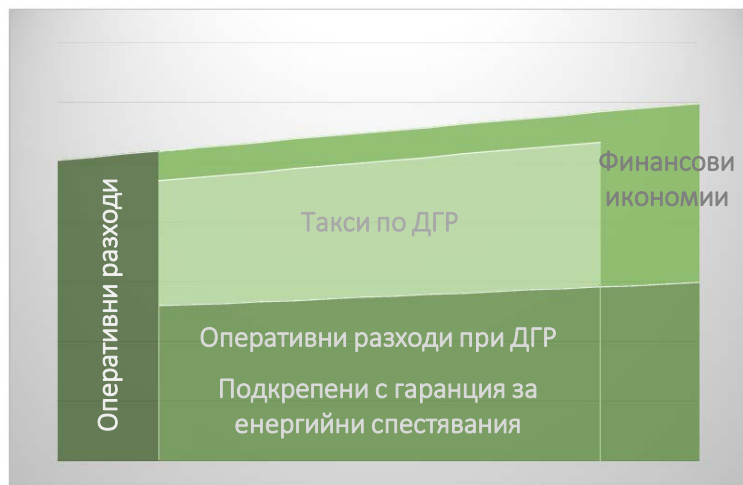 Оперативни разходи
Такси по ДГР
Финансови
икономии
Оперативни разходи при ДГР
Подкрепени с гаранция за
енергийни спестявания